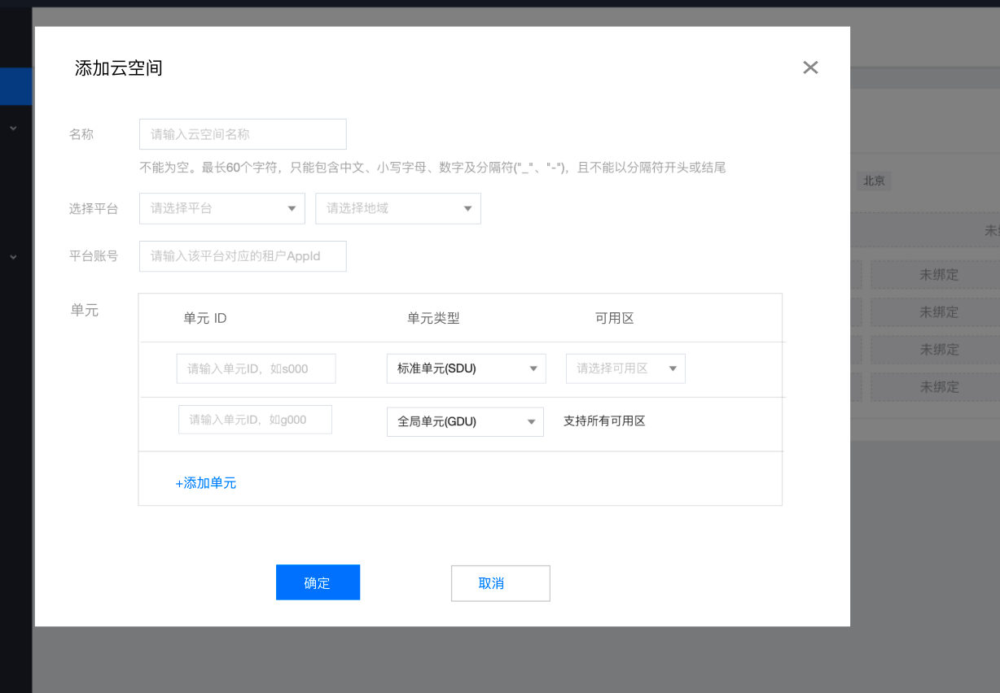 添加云空间
名称 请输入云空间名称
不能为空。最长60个字符，只能包含中文、小写字母、数字及分隔符("_"、"-")，且不能以分隔符开头或结尾
选择平台 请选择平台 请选择地域
平台账号 请输入该平台对应的租户AppId
单元
单元 ID 单元类型 可用区
请输入单元ID，如s000 标准单元(SDU) 请选择可用区
请输入单元ID，如g000 全局单元(GDU) 支持所有可用区
+添加单元
确定 取消
北京
未绑定
未绑定
未绑定
未绑定